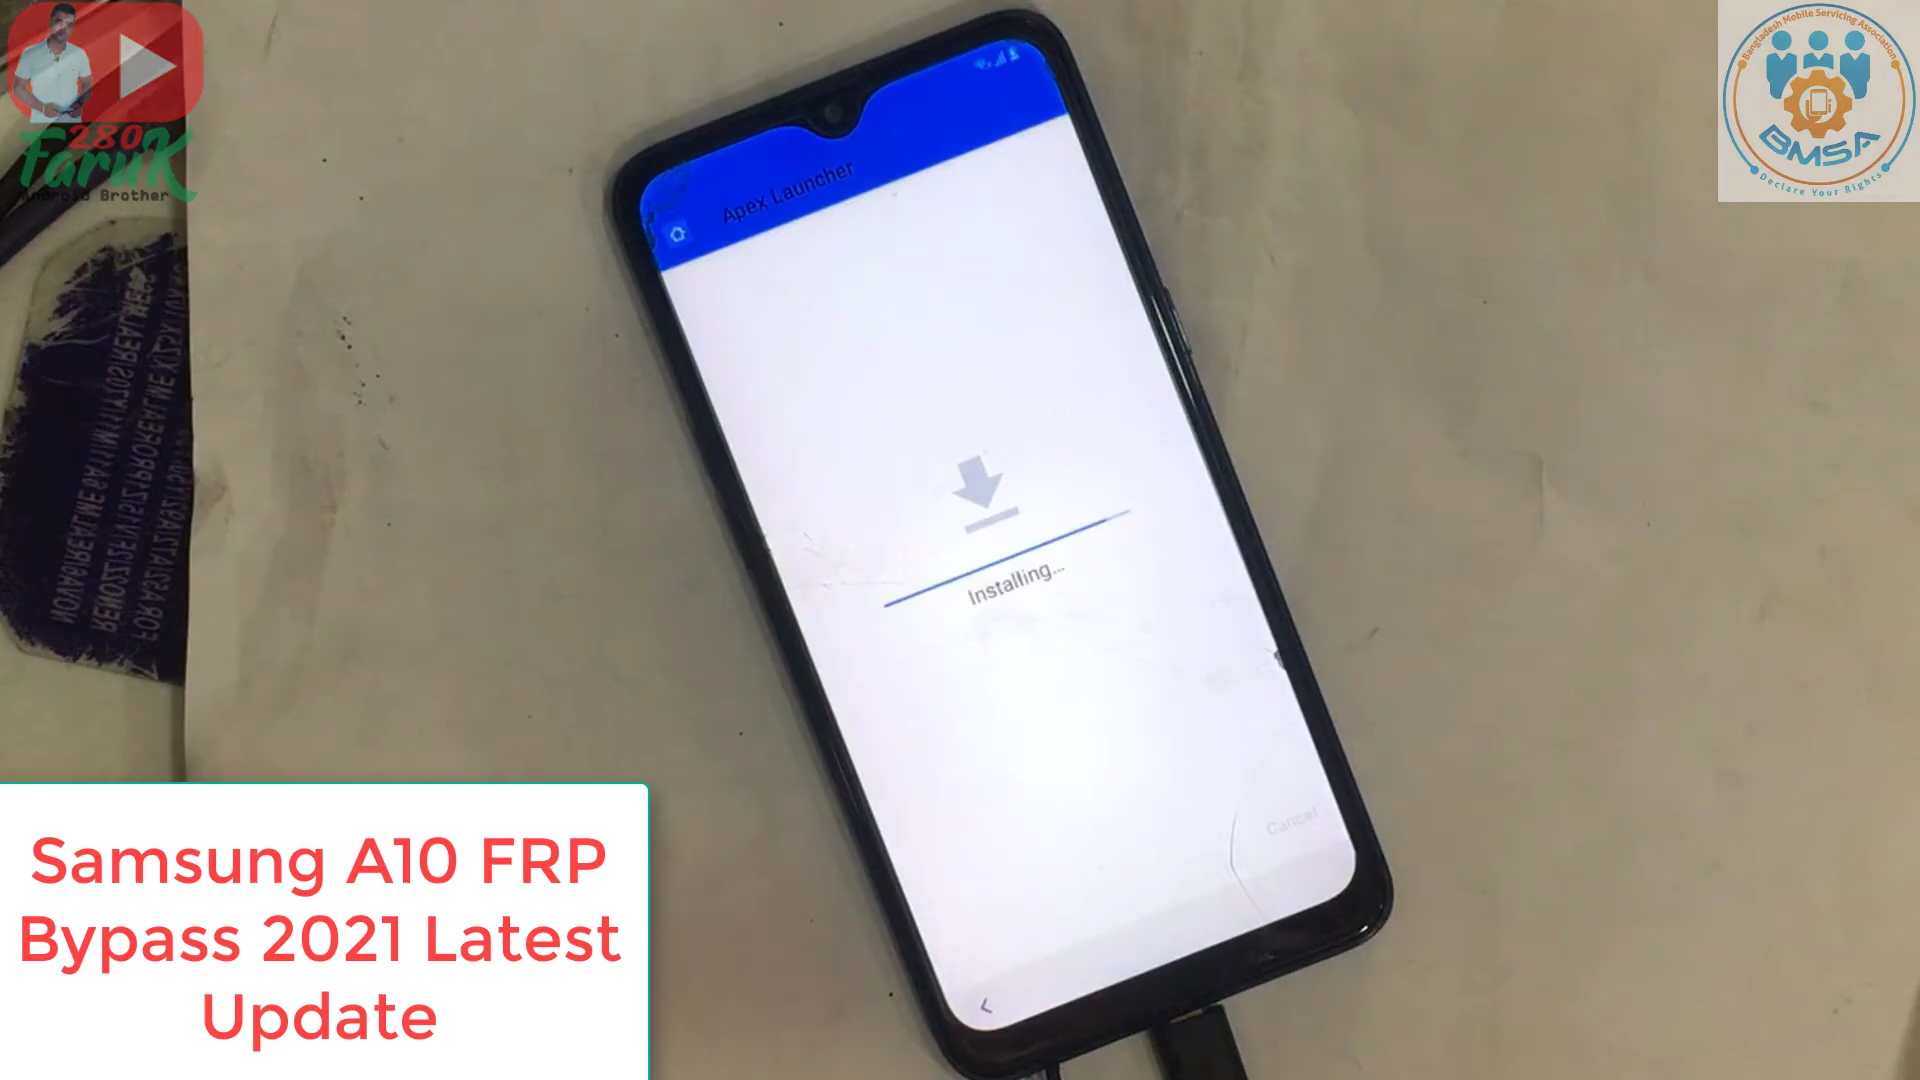 280
Faruk
Android Brother
Bangladesh Mobile Servicing Association
BMSA
Declare Your Rights
Apex Launcher
Installing...
Cancel
Samsung A10 FRP
Bypass 2021 Latest
Update